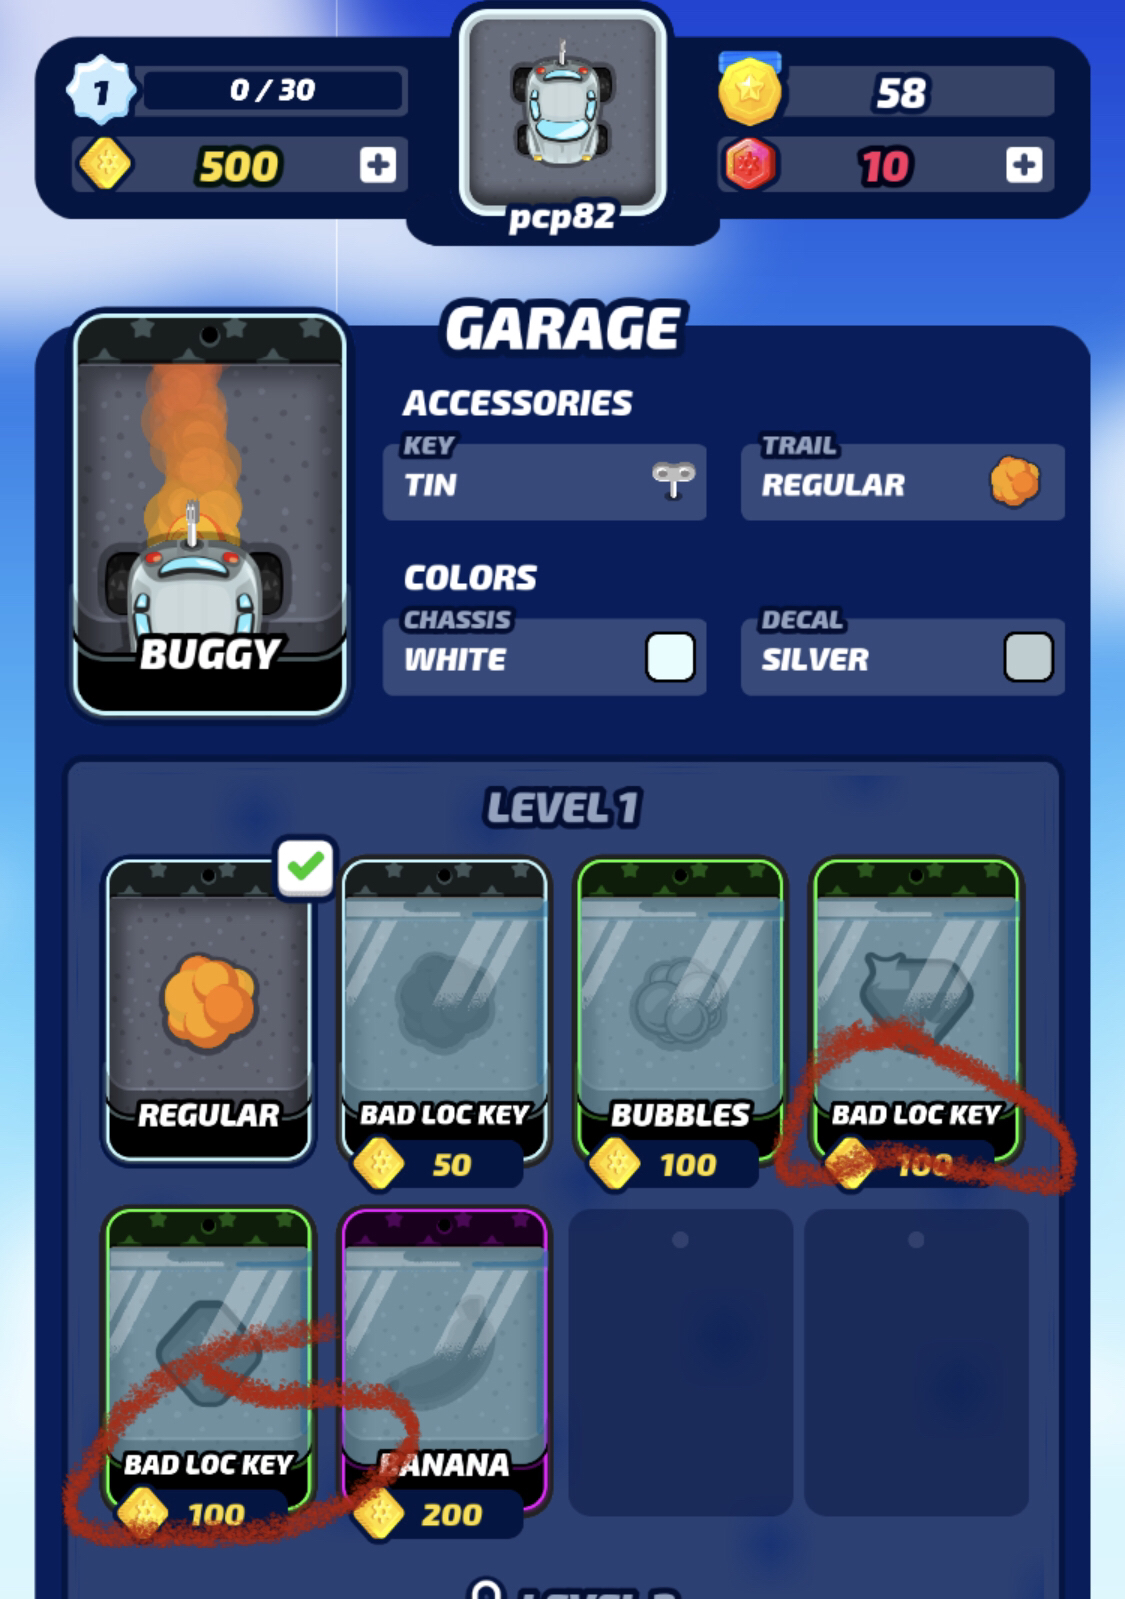 1
0 / 30
58
500
10
pcp82
GARAGE
BUGGY
ACCESSORIES
KEY
TIN
TRAIL
REGULAR
COLORS
CHASSIS
WHITE
DECAL
SILVER
LEVEL 1
REGULAR
BAD LOC KEY
50
BUBBLES
100
BAD LOC KEY
100
BAD LOC KEY
100
BANANA
200
LEVEL